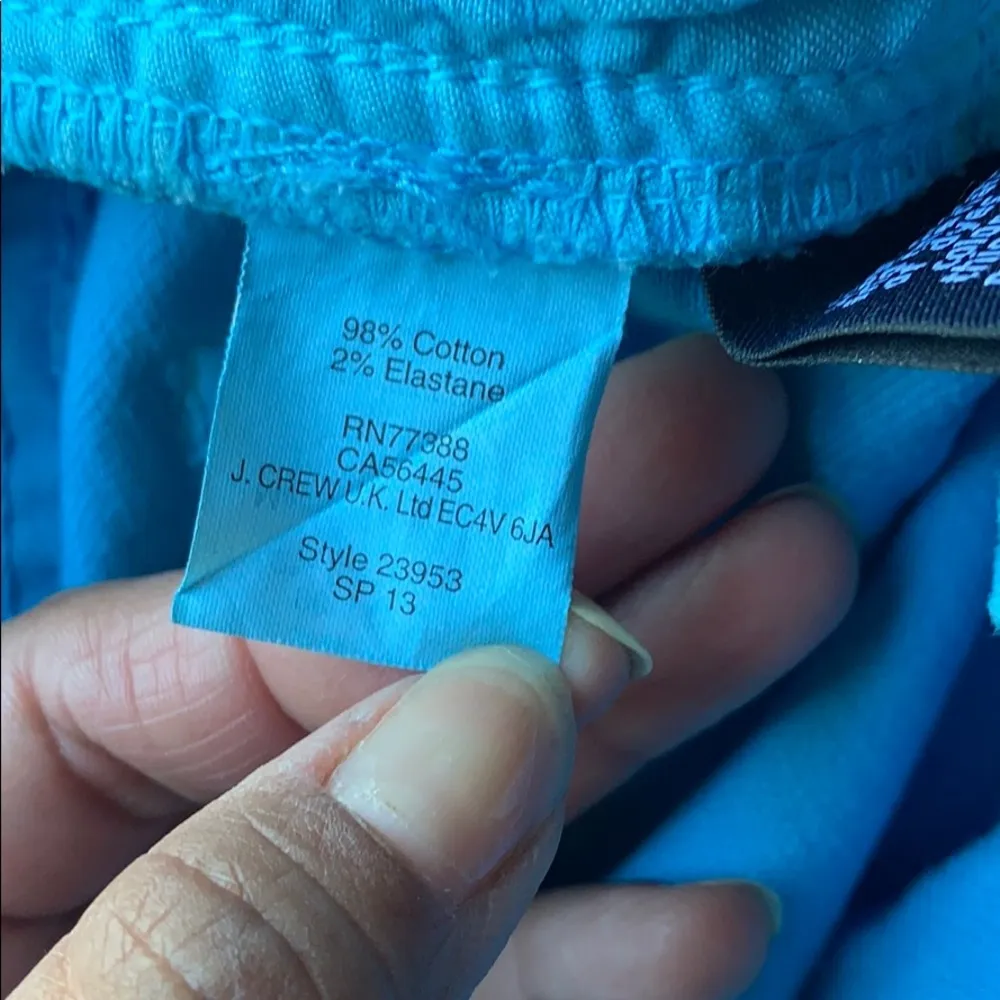 98% Cotton
2% Elastane
RN77388
CA56445
J. CREW U.K. Ltd EC4V 6JA
Style 23953
SP 13